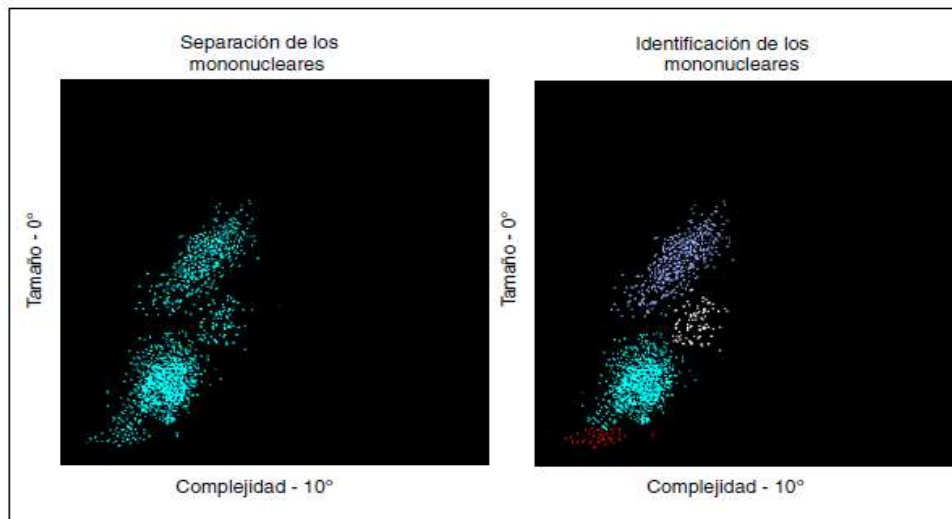 Separación de los
mononucleares
Tamaño - 0°
Complejidad - 10°
Identificación de los
mononucleares
Tamaño - 0°
Complejidad - 10°